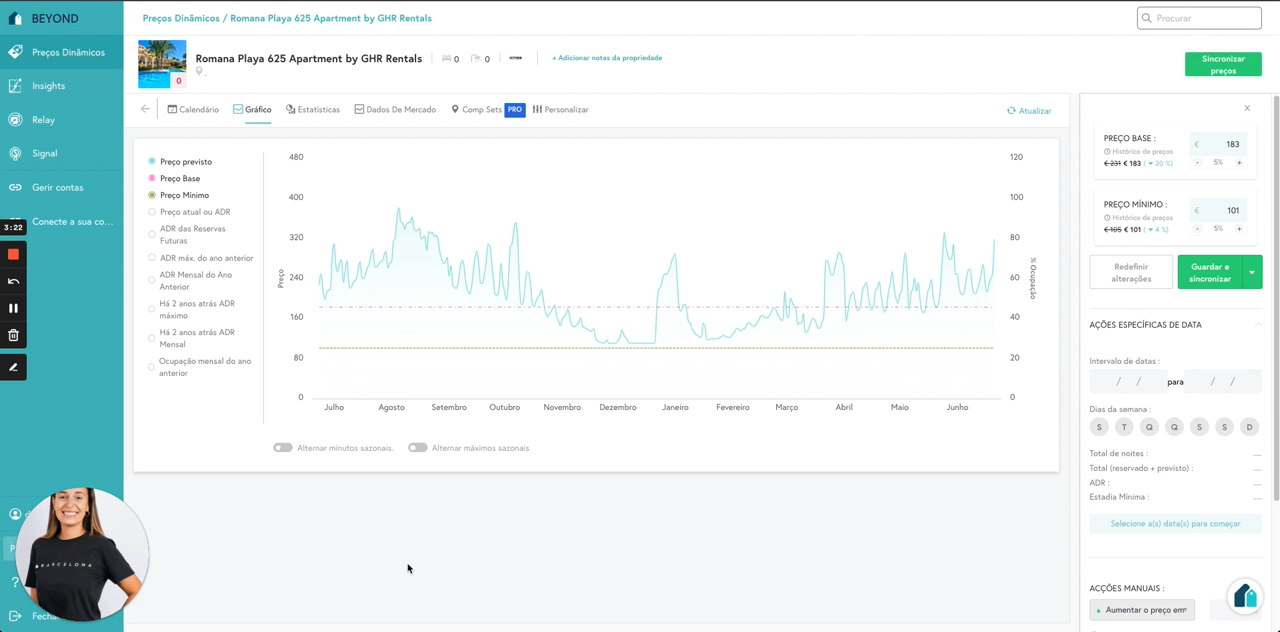 BEYOND
Preços Dinâmicos / Romana Playa 625 Apartment by GHR Rentals
Procurar
Preços Dinâmicos
Insights
Relay
Signal
Gerir contas
Conecte a sua co...
3:22
?
Romana Playa 625 Apartment by GHR Rentals
0
0
+ Adicionar notas da propriedade
0
Sincronizar
preços
Calendário
Gráfico
Estatísticas
Dados De Mercado
Comp Sets PRO
Personalizar
Atualizar
Preço previsto
Preço Base
Preço Mínimo
Preço atual ou ADR
ADR das Reservas
Futuras
ADR máx. do ano anterior
ADR Mensal do Ano
Anterior
Há 2 anos atrás ADR
máximo
Há 2 anos atrás ADR
Mensal
Ocupação mensal do ano
anterior
Preço
480
400
320
240
160
80
0
120
100
80
60
40
20
0
% Ocupação
Julho
Agosto
Setembro
Outubro
Novembro
Dezembro
Janeiro
Fevereiro
Março
Abril
Maio
Junho
Alternar minutos sazonais.
Alternar máximos sazonais
PREÇO BASE :
Histórico de preços
€ 231 € 183 ( ▼ 20 %)
€ 183
- 5% +
PREÇO MÍNIMO :
Histórico de preços
€ 105 € 101 ( ▼ 4 %)
€ 101
- 5% +
Redefinir
alterações
Guardar e
sincronizar
AÇÕES ESPECÍFICAS DE DATA
Intervalo de datas :
/ / para / /
Dias da semana :
S T Q Q S S D
Total de noites : —
Total (reservado + previsto) : —
ADR : —
Estadia Mínima : —
Selecione a(s) data(s) para começar
ACÇÕES MANUAIS :
Aumentar o preço em
BARCELONA